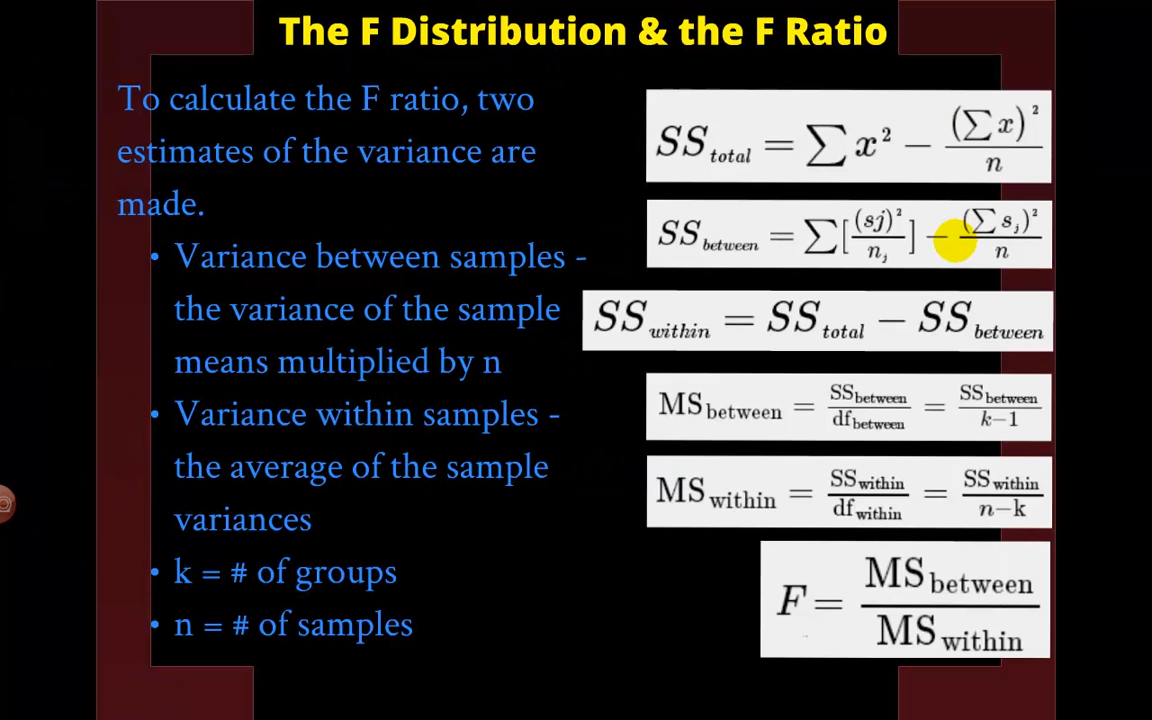 The F Distribution & the F Ratio
To calculate the F ratio, two
estimates of the variance are
made.
• Variance between samples -
the variance of the sample
means multiplied by n
• Variance within samples -
the average of the sample
variances
• k = # of groups
• n = # of samples
SS_total = ∑ x² − (∑ x)² / n
SS_between = ∑[(sj)² / n_j] − (∑ s_j)² / n
SS_within = SS_total − SS_between
MS_between = SS_between / df_between = SS_between / k−1
MS_within = SS_within / df_within = SS_within / n−k
F = MS_between / MS_within